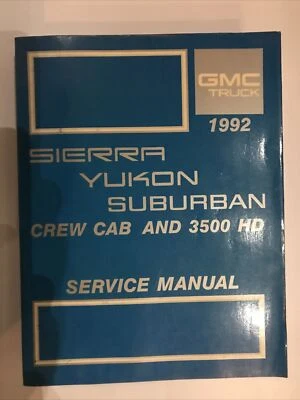 GMC
TRUCK
1992
SIERRA
YUKON
SUBURBAN
CREW CAB AND 3500 HD
SERVICE MANUAL